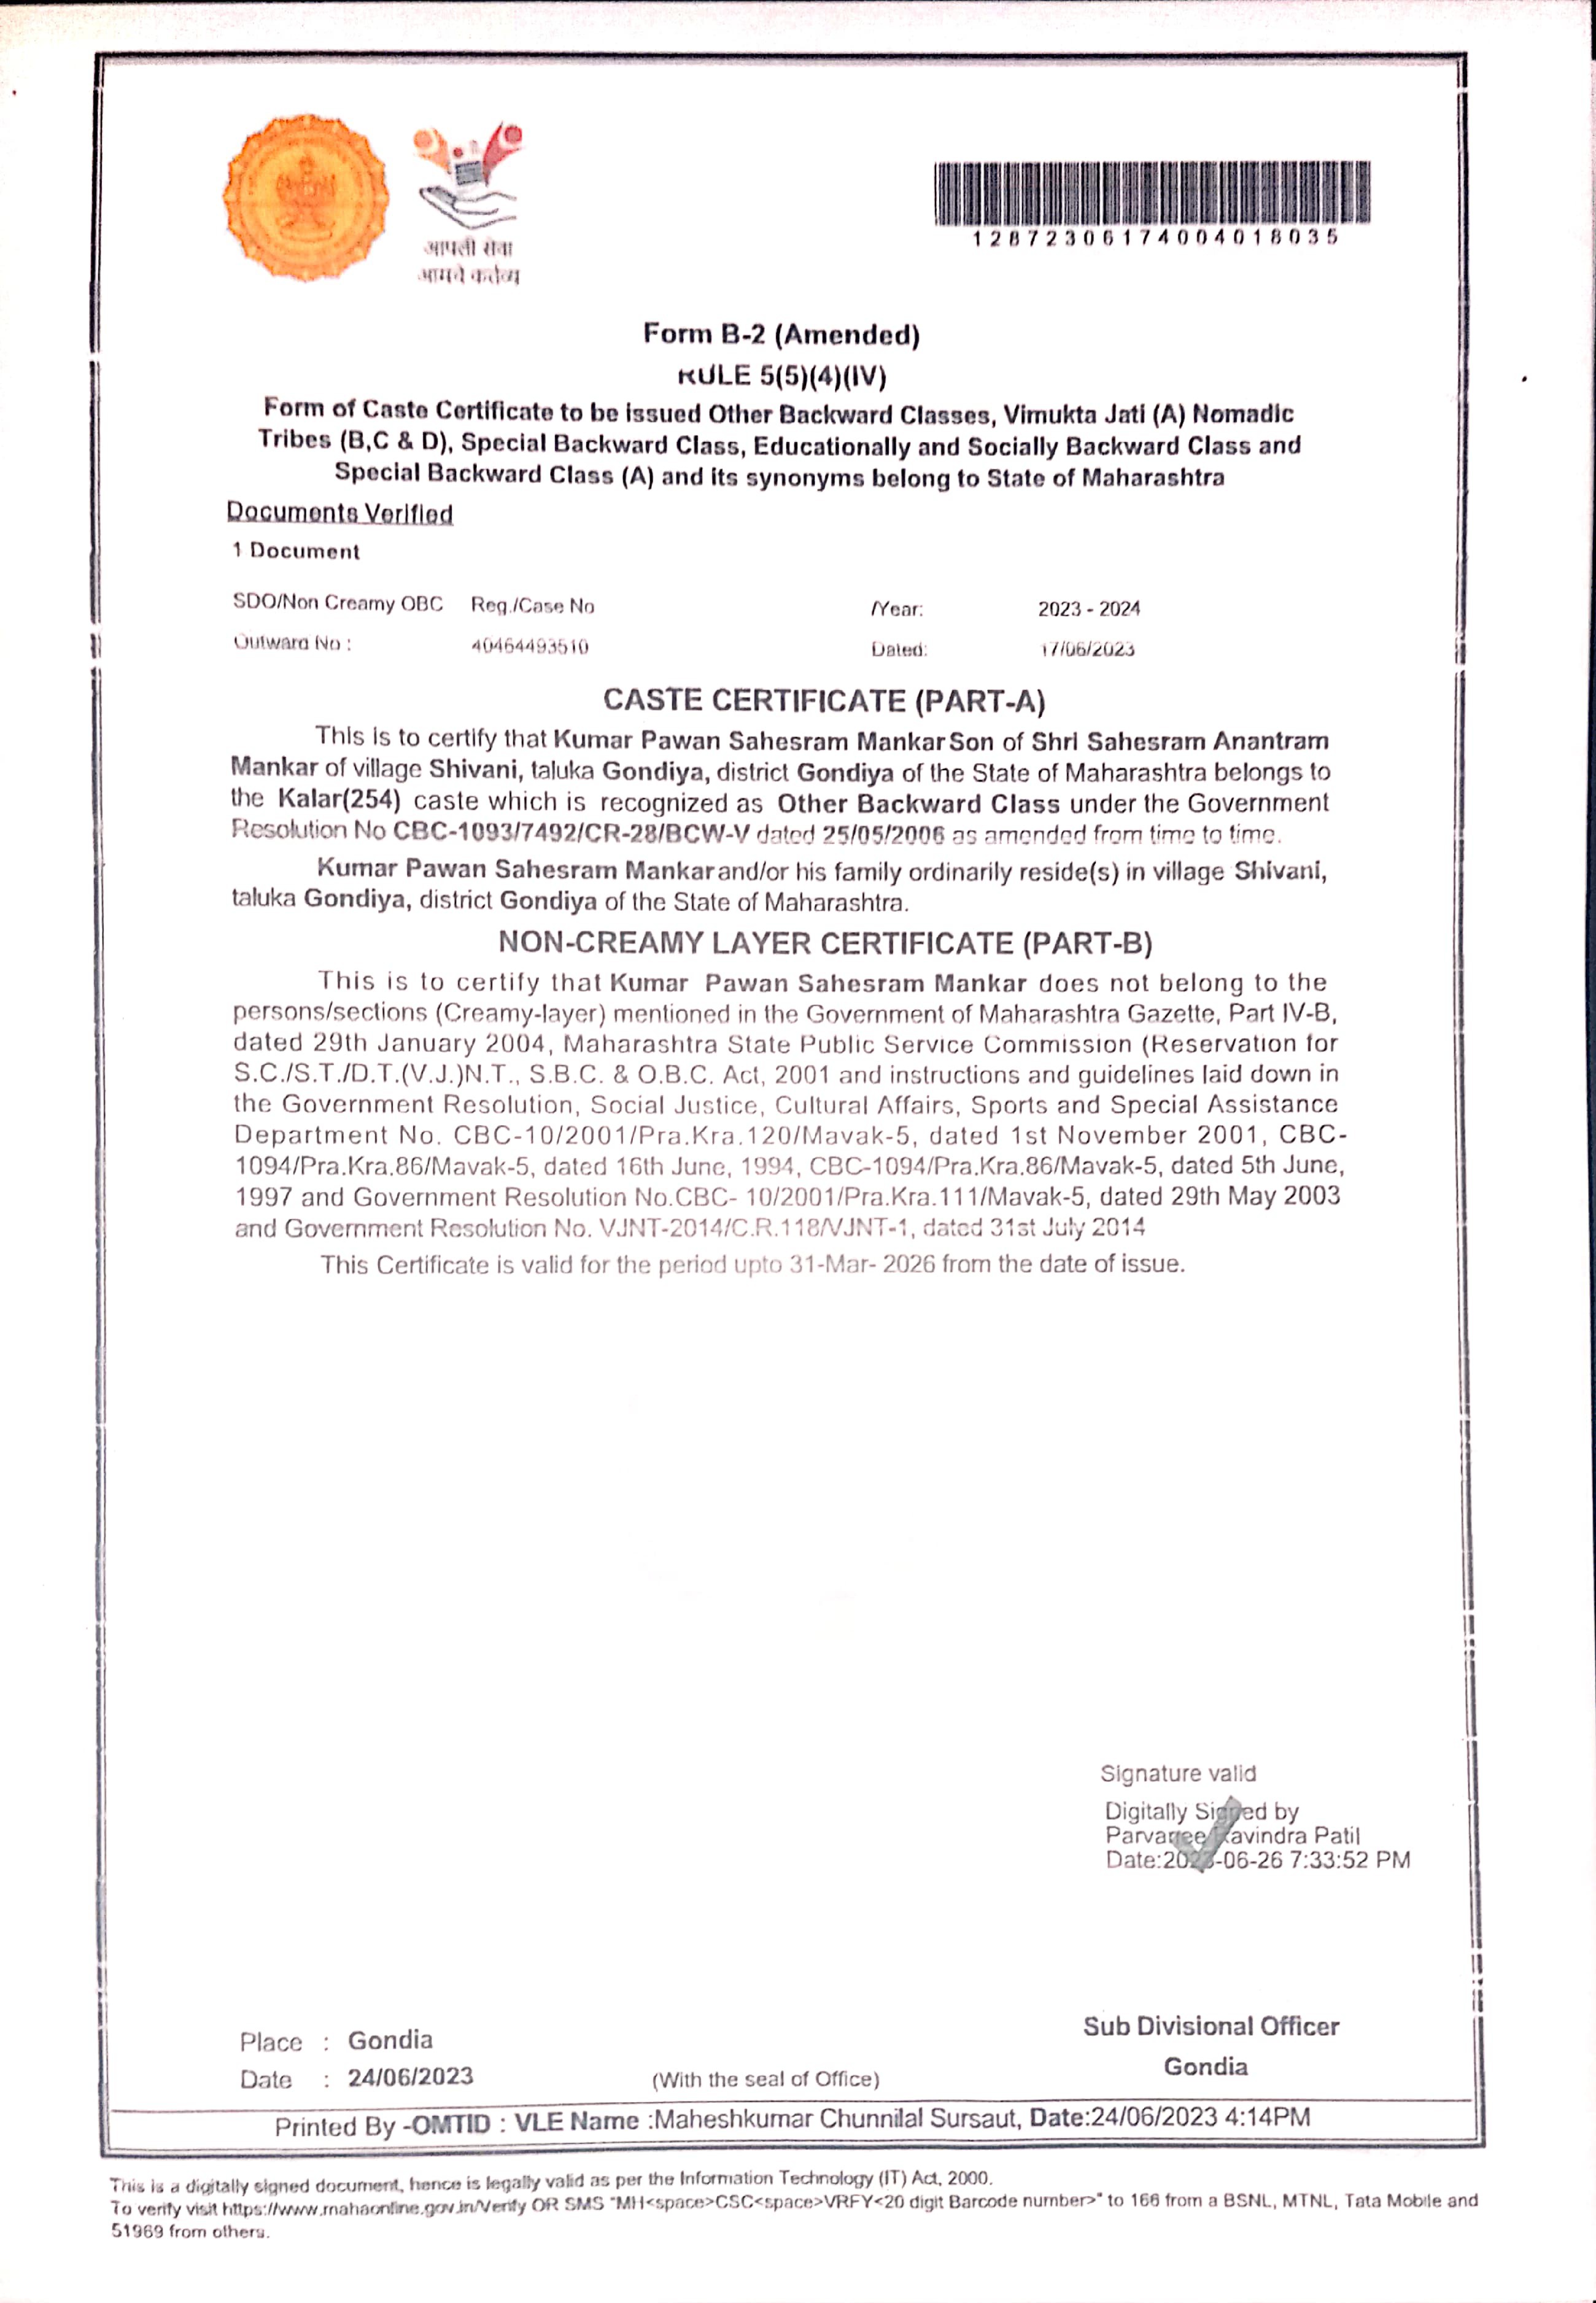 आपली सेवा
आमचे कर्तव्य
12872306174004018035
Form B-2 (Amended)
RULE 5(5)(4)(IV)
Form of Caste Certificate to be issued Other Backward Classes, Vimukta Jati (A) Nomadic
Tribes (B,C & D), Special Backward Class, Educationally and Socially Backward Class and
Special Backward Class (A) and its synonyms belong to State of Maharashtra
Documents Verified
1 Document
SDO/Non Creamy OBC Reg./Case No /Year: 2023 - 2024
Outward No : 40464493510 Dated: 17/06/2023
CASTE CERTIFICATE (PART-A)
This is to certify that Kumar Pawan Sahesram Mankar Son of Shri Sahesram Anantram
Mankar of village Shivani, taluka Gondiya, district Gondiya of the State of Maharashtra belongs to
the Kalar(254) caste which is recognized as Other Backward Class under the Government
Resolution No CBC-1093/7492/CR-28/BCW-V dated 25/05/2006 as amended from time to time.
Kumar Pawan Sahesram Mankar and/or his family ordinarily reside(s) in village Shivani,
taluka Gondiya, district Gondiya of the State of Maharashtra.
NON-CREAMY LAYER CERTIFICATE (PART-B)
This is to certify that Kumar Pawan Sahesram Mankar does not belong to the
persons/sections (Creamy-layer) mentioned in the Government of Maharashtra Gazette, Part IV-B,
dated 29th January 2004, Maharashtra State Public Service Commission (Reservation for
S.C./S.T./D.T.(V.J.)N.T., S.B.C. & O.B.C. Act, 2001 and instructions and guidelines laid down in
the Government Resolution, Social Justice, Cultural Affairs, Sports and Special Assistance
Department No. CBC-10/2001/Pra.Kra.120/Mavak-5, dated 1st November 2001, CBC-
1094/Pra.Kra.86/Mavak-5, dated 16th June, 1994, CBC-1094/Pra.Kra.86/Mavak-5, dated 5th June,
1997 and Government Resolution No.CBC- 10/2001/Pra.Kra.111/Mavak-5, dated 29th May 2003
and Government Resolution No. VJNT-2014/C.R.118/VJNT-1, dated 31st July 2014
This Certificate is valid for the period upto 31-Mar- 2026 from the date of issue.
Signature valid
Digitally Signed by
Ravindra Patil
Date:2023-06-26 7:33:52 PM
Sub Divisional Officer
Gondia
Place : Gondia
Date : 24/06/2023 (With the seal of Office)
Printed By -OMTID : VLE Name :Maheshkumar Chunnilal Sursaut, Date:24/06/2023 4:14PM
This is a digitally signed document, hence is legally valid as per the Information Technology (IT) Act, 2000.
To verify visit https://www.mahaonline.gov.in/Verify OR SMS "MH<space>CSC<space>VRFY<20 digit Barcode number>" to 166 from a BSNL, MTNL, Tata Mobile and
51969 from others.